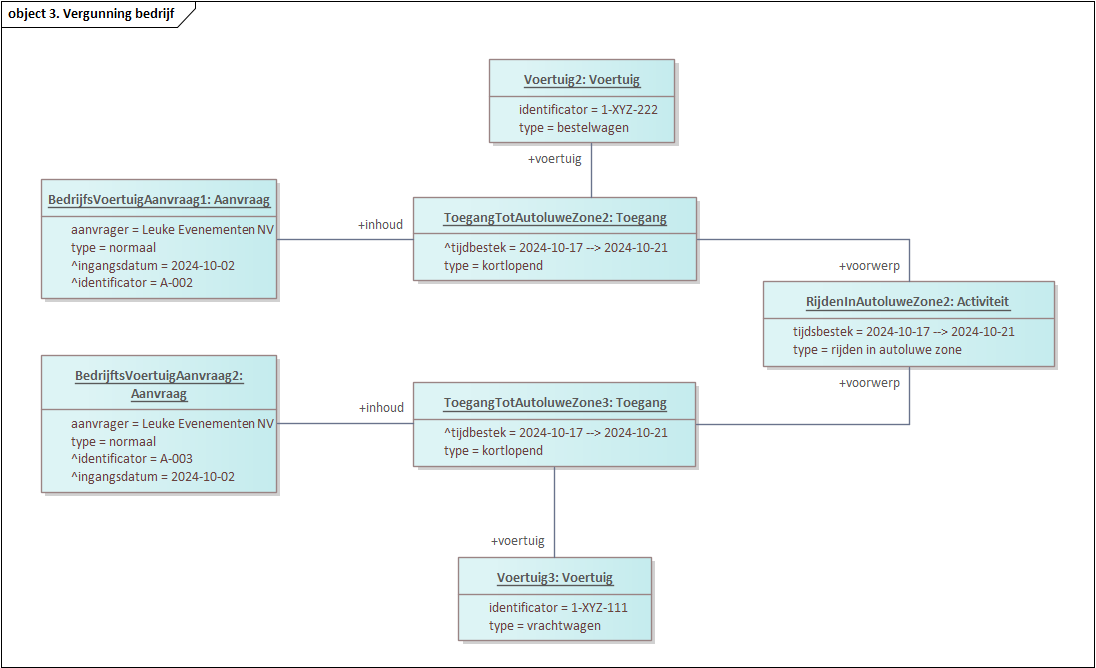 object 3. Vergunning bedrijf
Voertuig2: Voertuig
identificator = 1-XYZ-222
type = bestelwagen
+voertuig
BedrijfsVoertuigAanvraag1: Aanvraag
aanvrager = Leuke Evenementen NV
type = normaal
^ingangsdatum = 2024-10-02
^identificator = A-002
+inhoud
ToegangTotAutoluweZone2: Toegang
^tijdbestek = 2024-10-17 --> 2024-10-21
type = kortlopend
+voorwerp
RijdenInAutoluweZone2: Activiteit
tijdsbestek = 2024-10-17 --> 2024-10-21
type = rijden in autoluwe zone
+voorwerp
BedrijftsVoertuigAanvraag2:
Aanvraag
aanvrager = Leuke Evenementen NV
type = normaal
^identificator = A-003
^ingangsdatum = 2024-10-02
+inhoud
ToegangTotAutoluweZone3: Toegang
^tijdbestek = 2024-10-17 --> 2024-10-21
type = kortlopend
+voertuig
Voertuig3: Voertuig
identificator = 1-XYZ-111
type = vrachtwagen